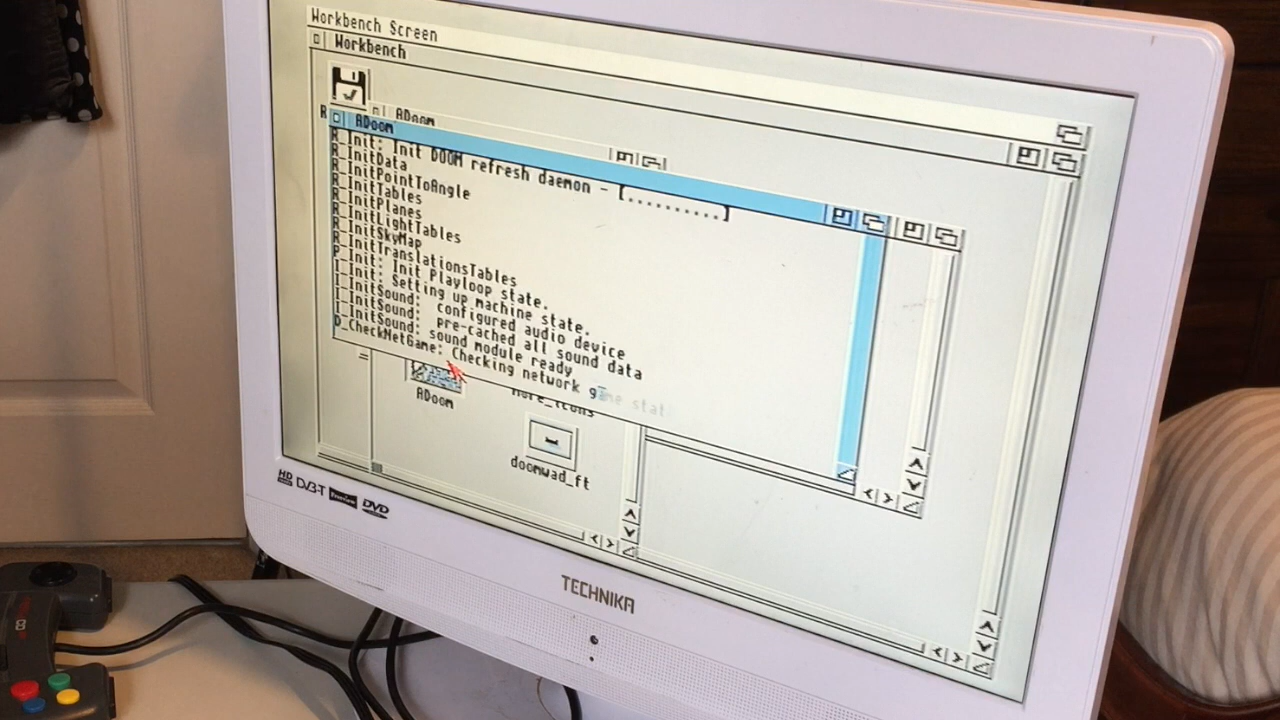 Workbench Screen
Workbench
ADoom
R
ADoom
R_Init: Init DOOM refresh daemon - [..........]
R_InitData
R_InitPointToAngle
R_InitTables
R_InitPlanes
R_InitLightTables
R_InitSkyMap
R_InitTranslationsTables
P_Init: Init Playloop state.
I_Init: Setting up machine state.
I_InitSound: configured audio device
I_InitSound: pre-cached all sound data
I_InitSound: sound module ready
D_CheckNetGame: Checking network game stat
ADoom
more_icons
doomwad_ft
HD
DVB-T
Freeview
DVD
TECHNIKA